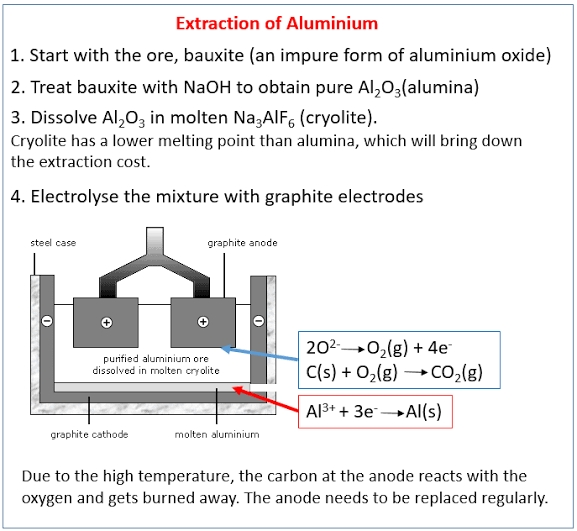 Extraction of Aluminium
1. Start with the ore, bauxite (an impure form of aluminium oxide)
2. Treat bauxite with NaOH to obtain pure Al₂O₃(alumina)
3. Dissolve Al₂O₃ in molten Na₃AlF₆ (cryolite).
Cryolite has a lower melting point than alumina, which will bring down
the extraction cost.
4. Electrolyse the mixture with graphite electrodes
steel case
graphite anode
purified aluminium ore
dissolved in molten cryolite
2O²⁻→O₂(g) + 4e⁻
C(s) + O₂(g) → CO₂(g)
Al³⁺ + 3e⁻→Al(s)
graphite cathode
molten aluminium
Due to the high temperature, the carbon at the anode reacts with the
oxygen and gets burned away. The anode needs to be replaced regularly.